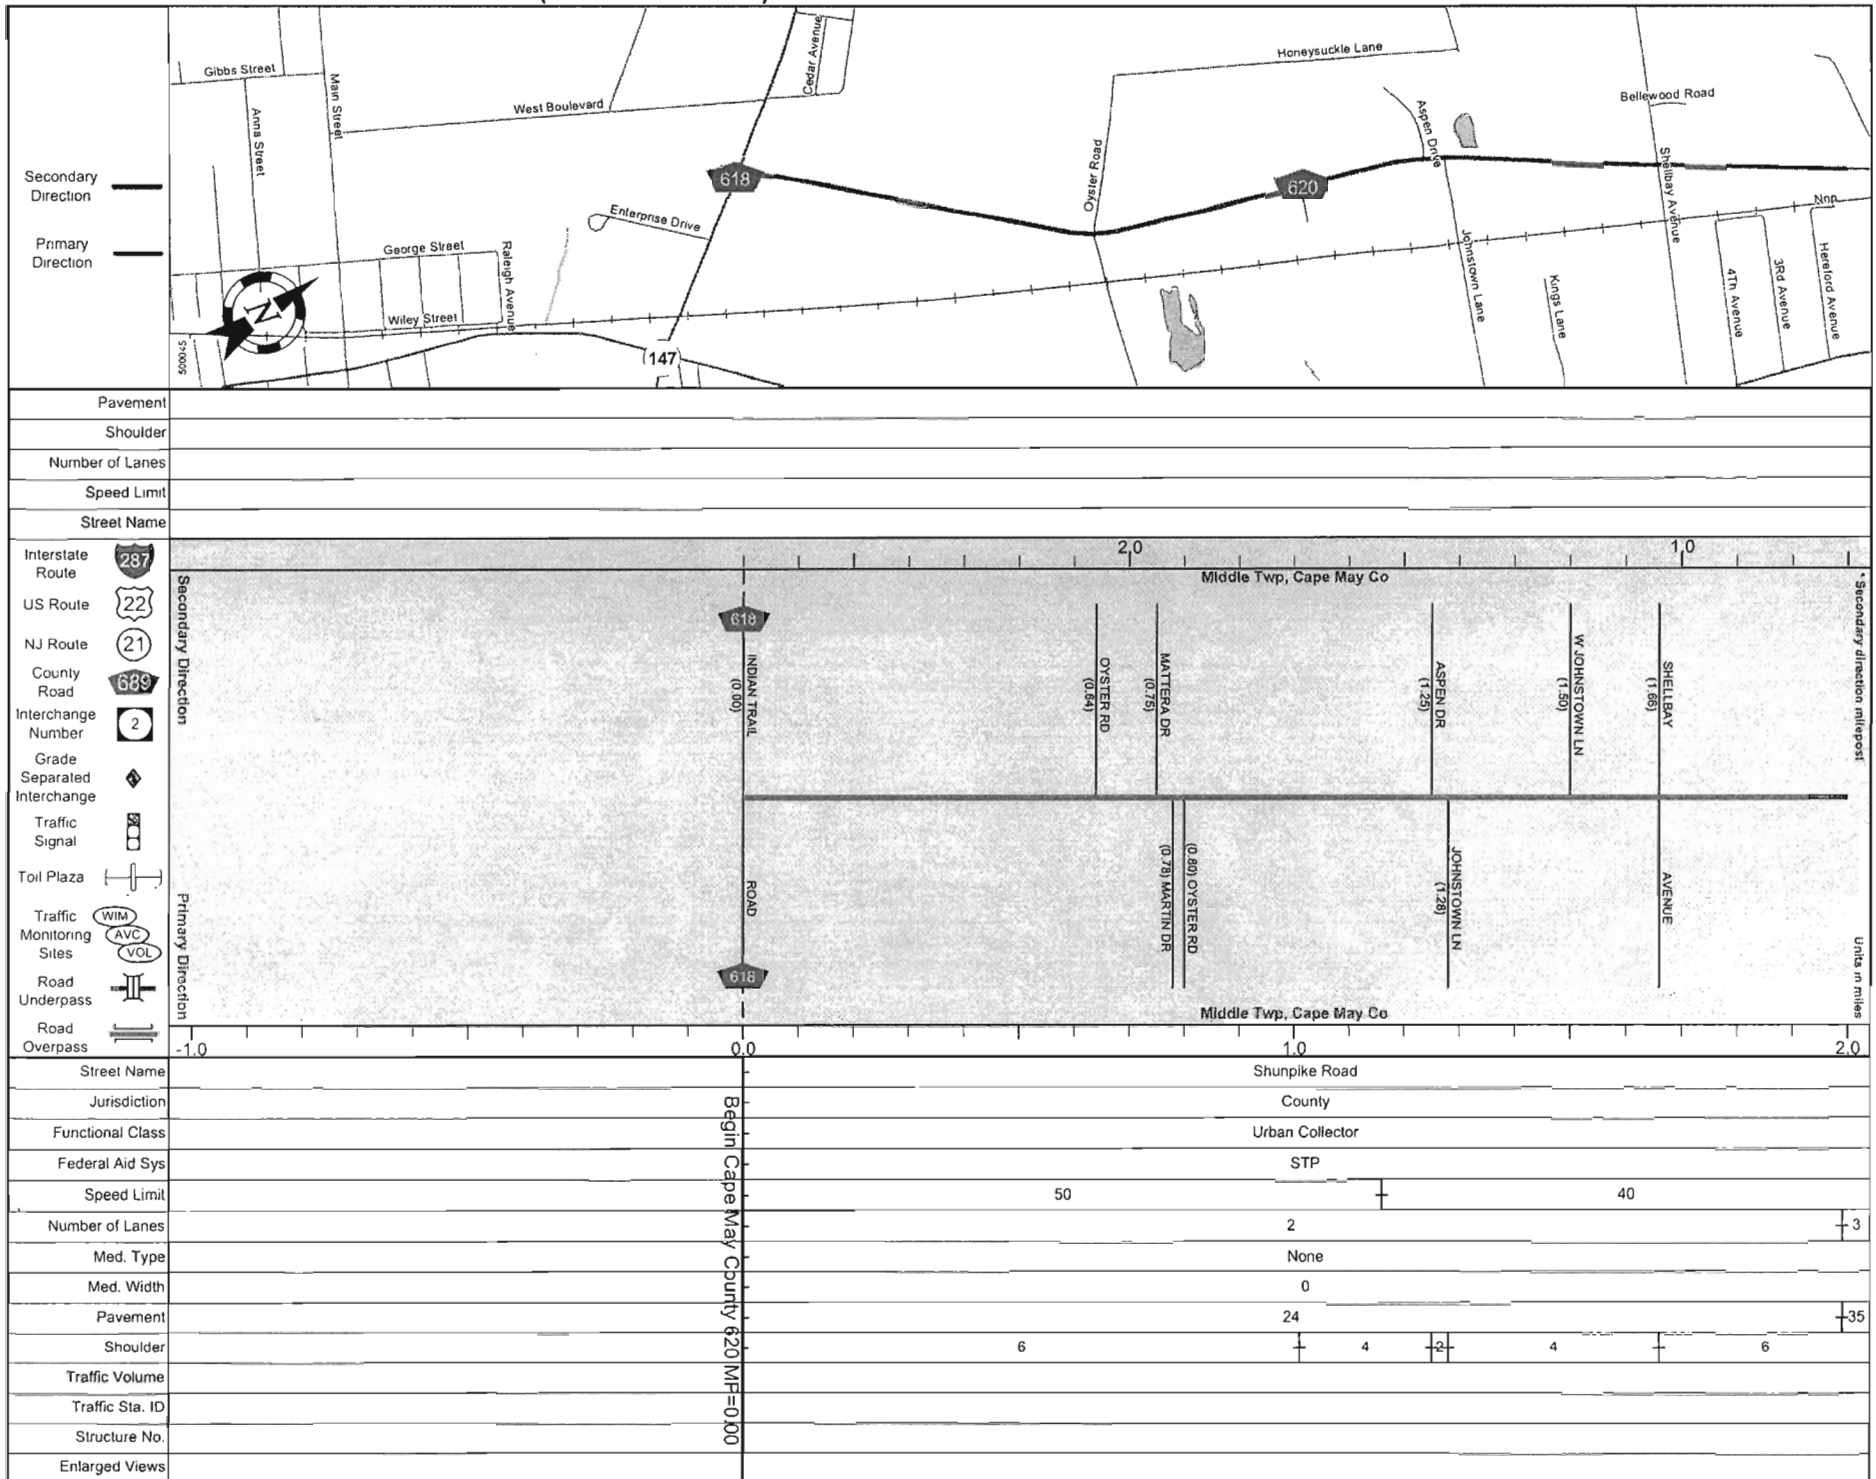 Gibbs Street
Anna Street
Main Street
West Boulevard
Cedar Avenue
Honeysuckle Lane
Aspen Drive
Bellewood Road
Oyster Road
Shellbay Avenue
618
620
Secondary
Direction
Primary
Direction
Enterprise Drive
George Street
Raleigh Avenue
Wiley Street
N
147
Johnstown Lane
Kings Lane
4Th Avenue
3Rd Avenue
Hereford Avenue
Pavement
Shoulder
Number of Lanes
Speed Limit
Street Name
Interstate
Route
287
US Route
22
NJ Route
21
County
Road
689
Interchange
Number
2
Grade
Separated
Interchange
Traffic
Signal
Toll Plaza
Traffic
Monitoring
Sites
WIM
AVC
VOL
Road
Underpass
Road
Overpass
Secondary Direction
Primary Direction
2.0
1.0
Middle Twp, Cape May Co
618
INDIAN TRAIL
(0.00)
OYSTER RD
(0.64)
MATTERA DR
(0.75)
ASPEN DR
(1.25)
W JOHNSTOWN LN
(1.50)
SHELLBAY
(1.66)
* Secondary direction milepost
ROAD
618
(0.78) MARTIN DR
(0.80) OYSTER RD
JOHNSTOWN LN
(1.28)
AVENUE
Units in miles
Middle Twp, Cape May Co
-1.0
0.0
1.0
2.0
Street Name
Shunpike Road
Jurisdiction
County
Functional Class
Urban Collector
Federal Aid Sys
STP
Speed Limit
50
40
Number of Lanes
2
3
Med. Type
None
Med. Width
0
Pavement
24
35
Shoulder
6
4
2
4
6
Traffic Volume
Traffic Sta. ID
Structure No.
Enlarged Views
Begin Cape May County 620 MP=0.00